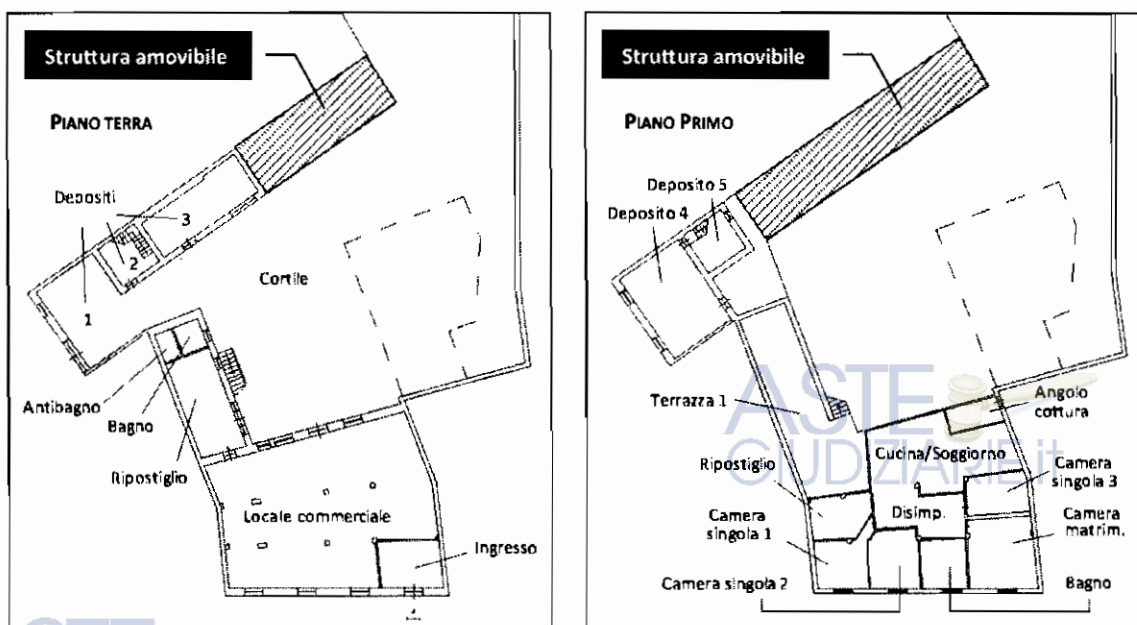 Struttura amovibile
PIANO TERRA
Depositi
3
2
1
Cortile
Antibagno
Bagno
Ripostiglio
Locale commerciale
Ingresso
Struttura amovibile
PIANO PRIMO
Deposito 5
Deposito 4
Terrazza 1
Angolo
cottura
Cucina/Soggiorno
Ripostiglio
Camera
singola 3
Disimp.
Camera
singola 1
Camera
matrim.
Camera singola 2
Bagno
ASTE
GIUDIZIARIE.it